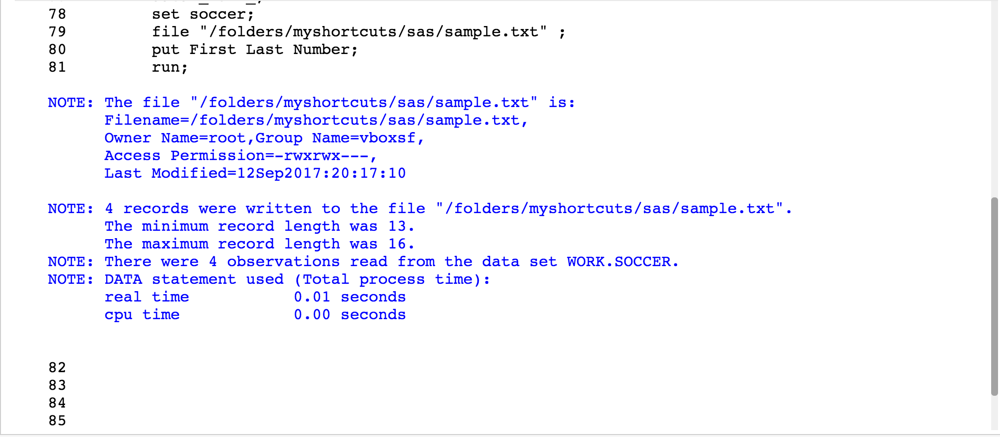 78 set soccer;
79 file "/folders/myshortcuts/sas/sample.txt" ;
80 put First Last Number;
81 run;
NOTE: The file "/folders/myshortcuts/sas/sample.txt" is:
Filename=/folders/myshortcuts/sas/sample.txt,
Owner Name=root,Group Name=vboxsf,
Access Permission=-rwxrwx---,
Last Modified=12Sep2017:20:17:10
NOTE: 4 records were written to the file "/folders/myshortcuts/sas/sample.txt".
The minimum record length was 13.
The maximum record length was 16.
NOTE: There were 4 observations read from the data set WORK.SOCCER.
NOTE: DATA statement used (Total process time):
real time 0.01 seconds
cpu time 0.00 seconds
82
83
84
85